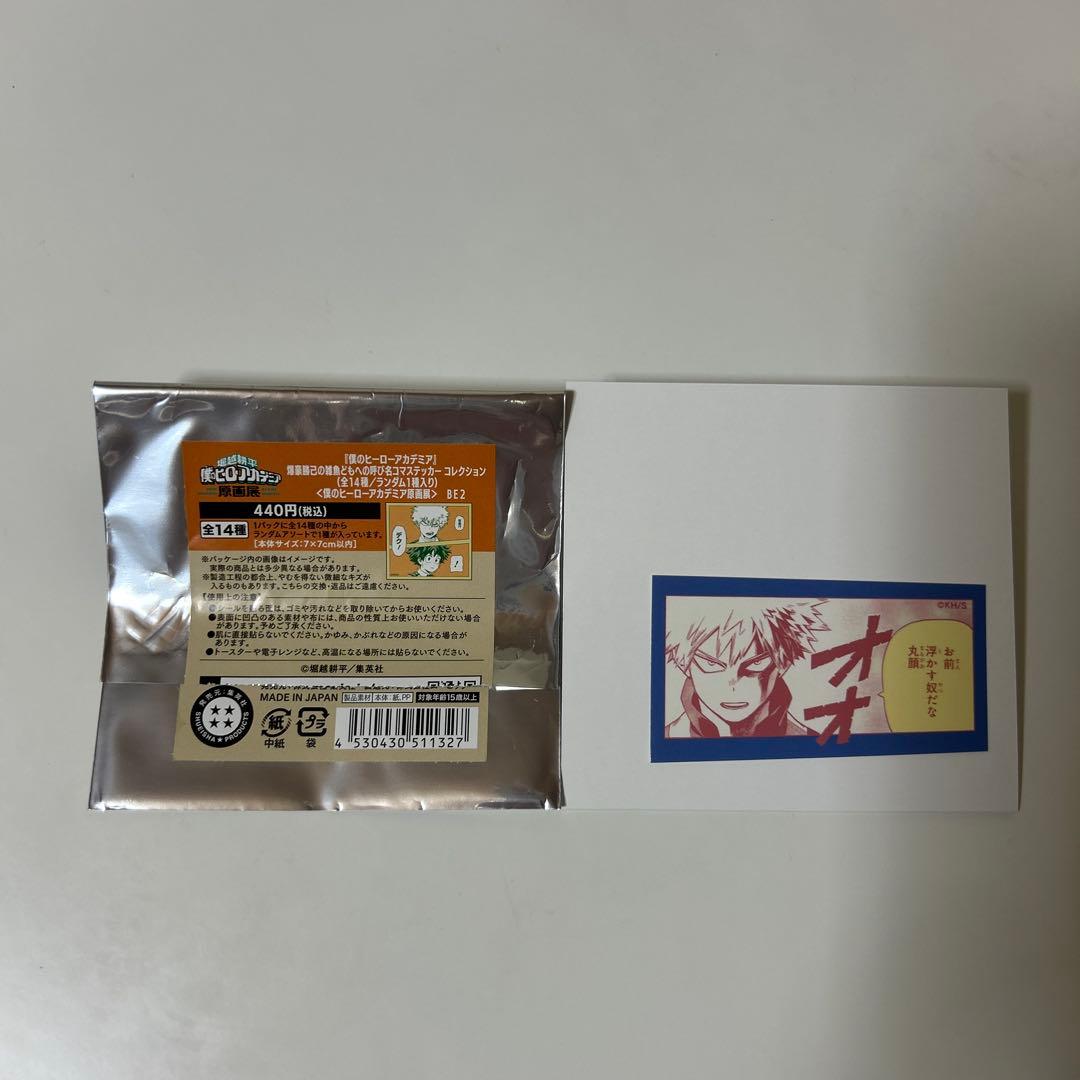 堀越耕平
僕のヒーローアカデミア
原画展
『僕のヒーローアカデミア』
爆豪勝己の雑魚どもへの呼び名コマステッカー コレクション
(全14種/ランダム1種入り)
<僕のヒーローアカデミア原画展> BE2
440円(税込)
全14種
1パックに全14種の中から
ランダムアソートで1種が入っています。
[本体サイズ:7×7cm以内]
デク!
!
※パッケージ内の画像はイメージです。
実際の商品とは多少異なる場合があります。
※製造工程の都合上、やむを得ない微細なキズが
入るものもあります。こちらの交換・返品はご遠慮ください。
【使用上の注意】
●シールを貼る面は、ゴミや汚れなどを取り除いてからお使いください。
●表面に凹凸のある素材や布には、商品の性質上お使いいただけない場合
があります。予めご了承ください。
●肌に直接貼らないでください。かゆみ、かぶれなどの原因になる場合が
あります。
●トースターや電子レンジなど、高温になる場所には貼らないでください。
©堀越耕平/集英社
MADE IN JAPAN
製品素材 本体:紙、PP
対象年齢15歳以上
発売元:集英社
SHUEISHA PRODUCTS
紙
中紙
プラ
袋
4 530430 511327
©KH/S
お前
浮かす奴だな
丸顔
オオ